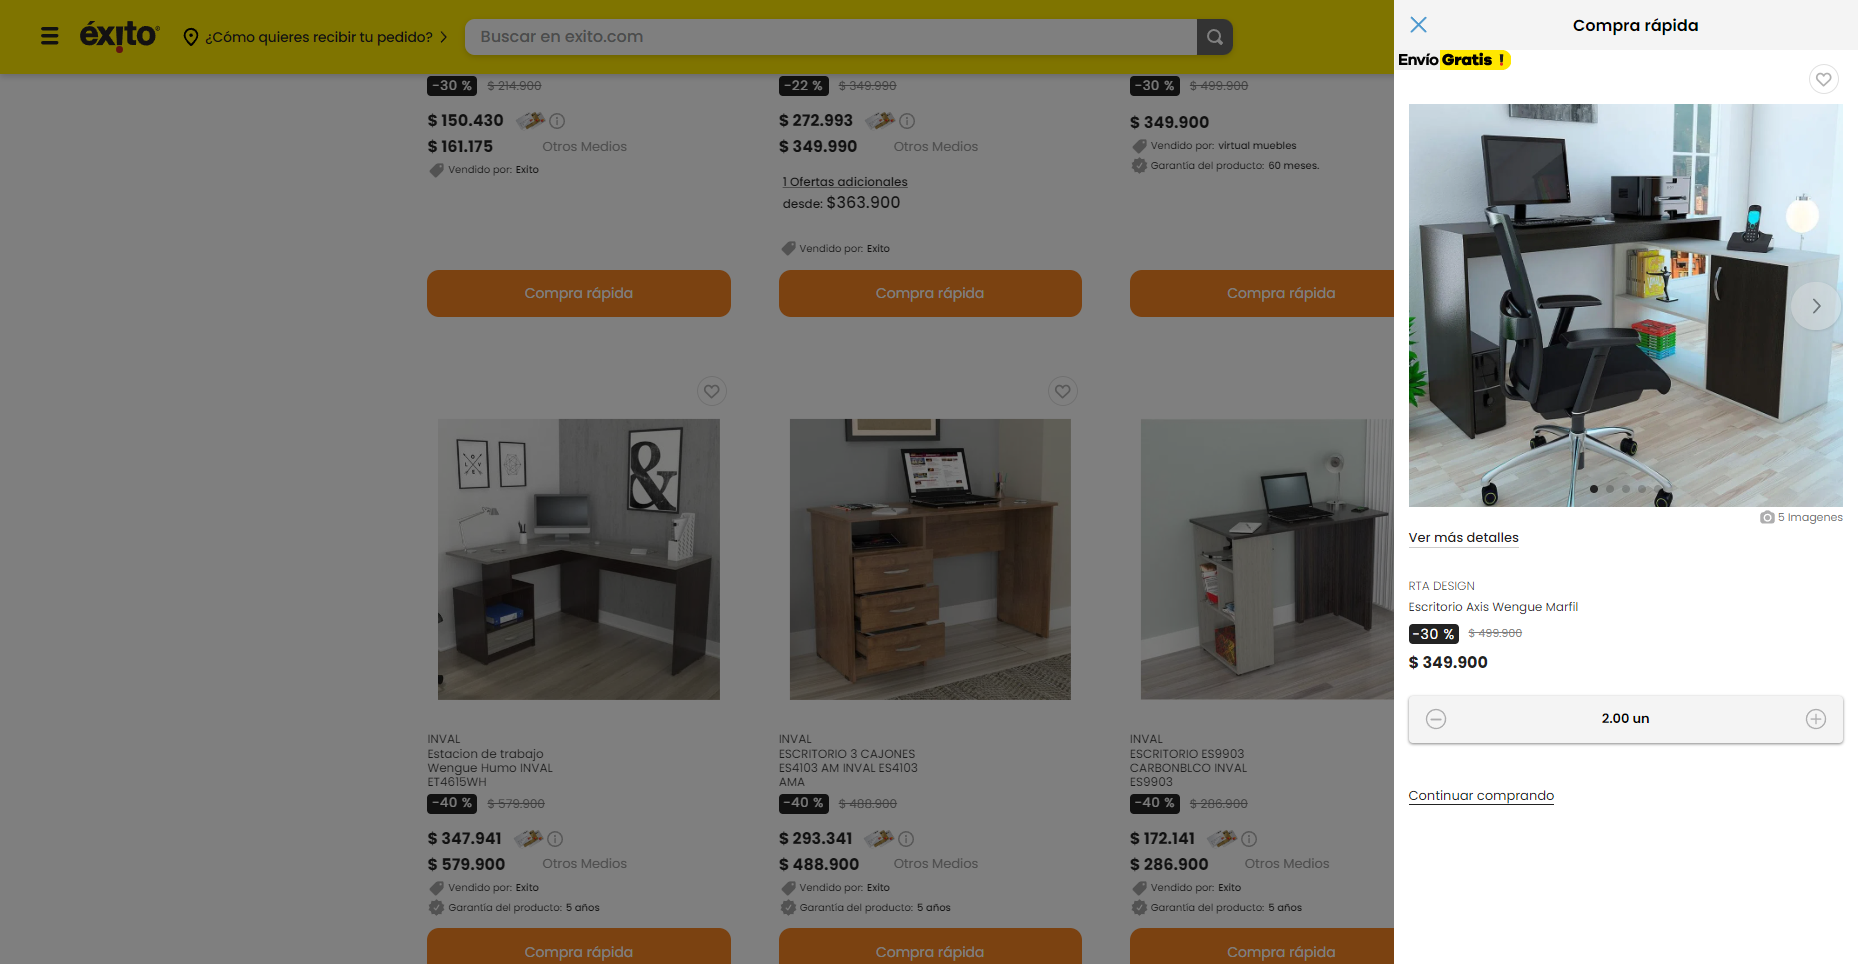 éxito
¿Cómo quieres recibir tu pedido?
Buscar en exito.com
-30 % $ 214.900
$ 150.430
$ 161.175 Otros Medios
Vendido por: Exito
Compra rápida
-22 % $ 349.990
$ 272.993
$ 349.990 Otros Medios
1 Ofertas adicionales
desde: $363.900
Vendido por: Exito
Compra rápida
-30 % $ 499.900
$ 349.900
Vendido por: virtual muebles
Garantía del producto: 60 meses.
Compra rápida
INVAL
Estacion de trabajo
Wengue Humo INVAL
ET4615WH
-40 % $ 579.900
$ 347.941
$ 579.900 Otros Medios
Vendido por: Exito
Garantía del producto: 5 años
Compra rápida
INVAL
ESCRITORIO 3 CAJONES
ES4103 AM INVAL ES4103
AMA
-40 % $ 488.900
$ 293.341
$ 488.900 Otros Medios
Vendido por: Exito
Garantía del producto: 5 años
Compra rápida
INVAL
ESCRITORIO ES9903
CARBONBLCO INVAL
ES9903
-40 % $ 286.900
$ 172.141
$ 286.900 Otros Medios
Vendido por: Exito
Garantía del producto: 5 años
Compra rápida
Compra rápida
Envío Gratis !
5 Imagenes
Ver más detalles
RTA DESIGN
Escritorio Axis Wengue Marfil
-30 % $ 499.900
$ 349.900
2.00 un
Continuar comprando